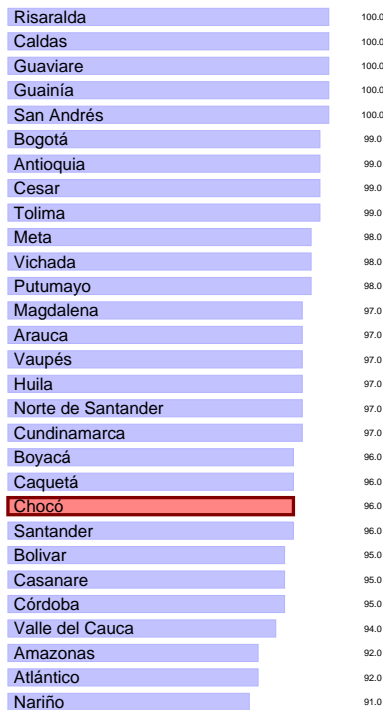 Risaralda 100.0
Caldas 100.0
Guaviare 100.0
Guainía 100.0
San Andrés 100.0
Bogotá 99.0
Antioquia 99.0
Cesar 99.0
Tolima 99.0
Meta 98.0
Vichada 98.0
Putumayo 98.0
Magdalena 97.0
Arauca 97.0
Vaupés 97.0
Huila 97.0
Norte de Santander 97.0
Cundinamarca 97.0
Boyacá 96.0
Caquetá 96.0
Chocó 96.0
Santander 96.0
Bolivar 95.0
Casanare 95.0
Córdoba 95.0
Valle del Cauca 94.0
Amazonas 92.0
Atlántico 92.0
Nariño 91.0